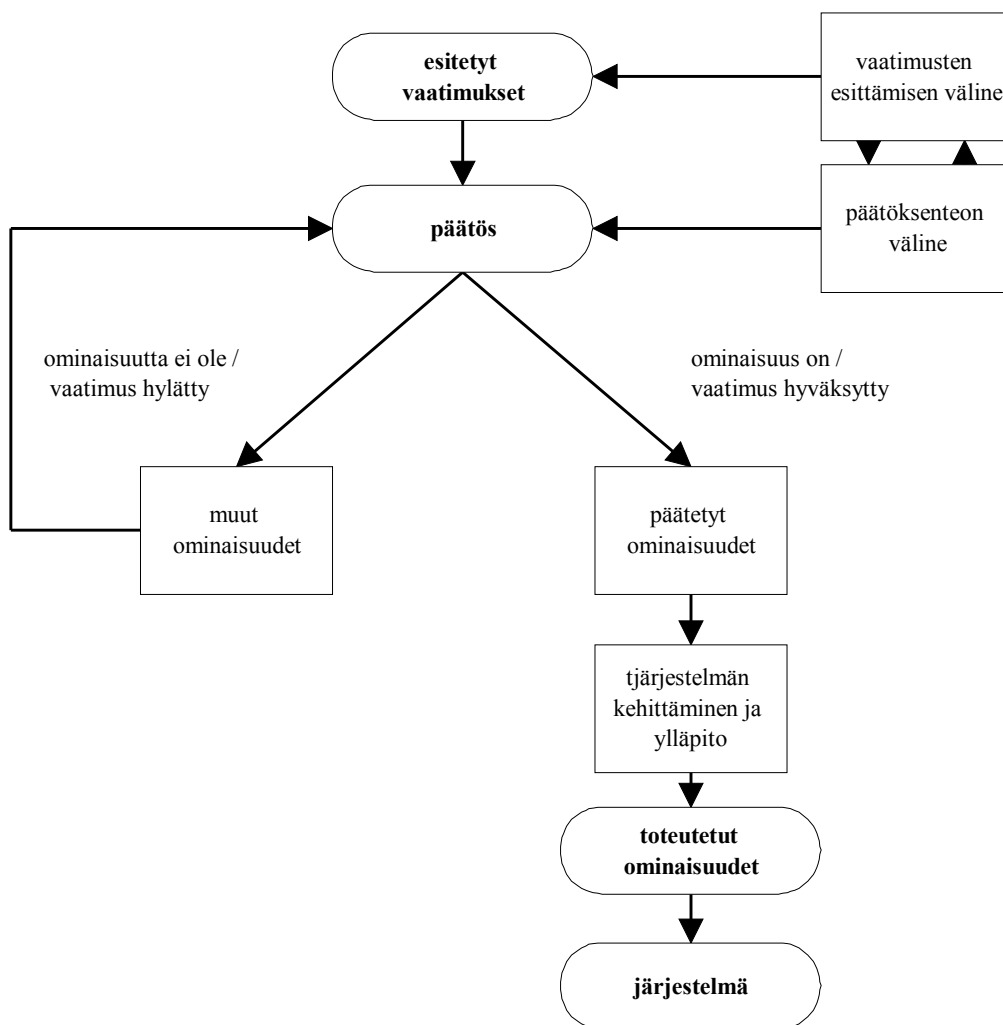 esitetyt
vaatimukset
vaatimusten
esittämisen väline
päätös
päätöksenteon
väline
ominaisuutta ei ole /
vaatimus hylätty
ominaisuus on /
vaatimus hyväksytty
muut
ominaisuudet
päätetyt
ominaisuudet
tjärjestelmän
kehittäminen ja
ylläpito
toteutetut
ominaisuudet
järjestelmä